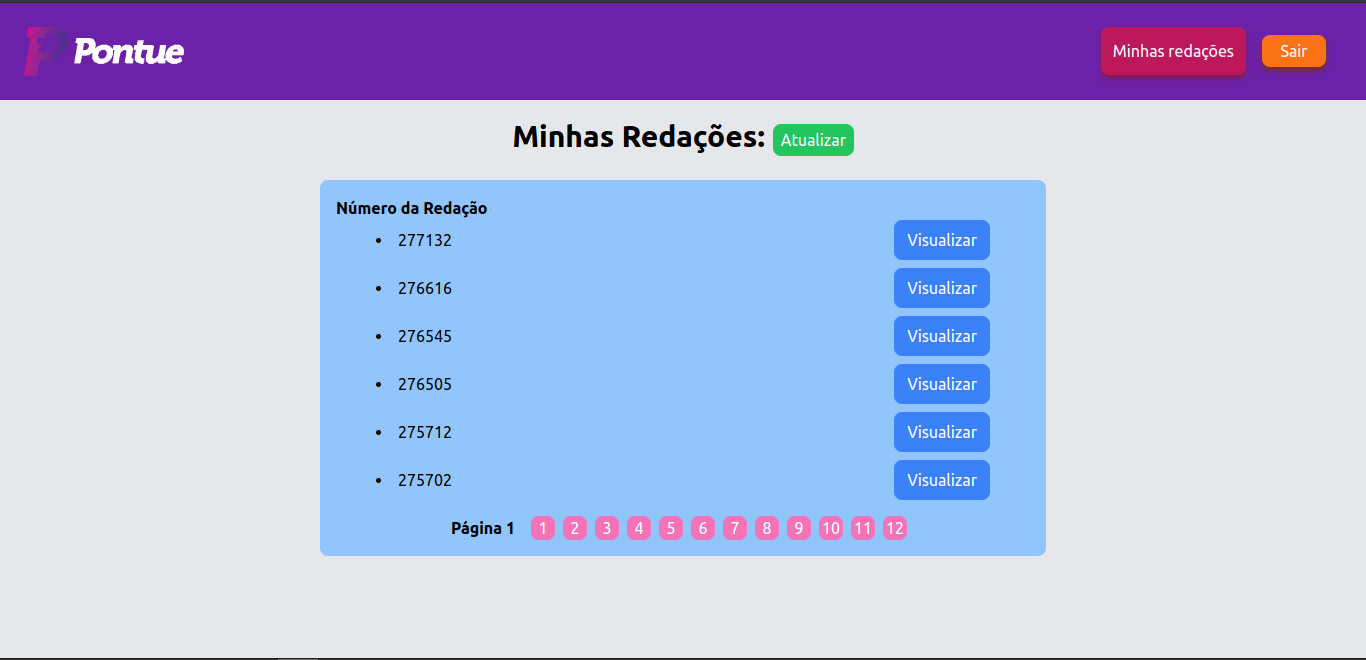 Pontue
Minhas redações
Sair
Minhas Redações: Atualizar
Número da Redação
277132 Visualizar
276616 Visualizar
276545 Visualizar
276505 Visualizar
275712 Visualizar
275702 Visualizar
Página 1 1 2 3 4 5 6 7 8 9 10 11 12